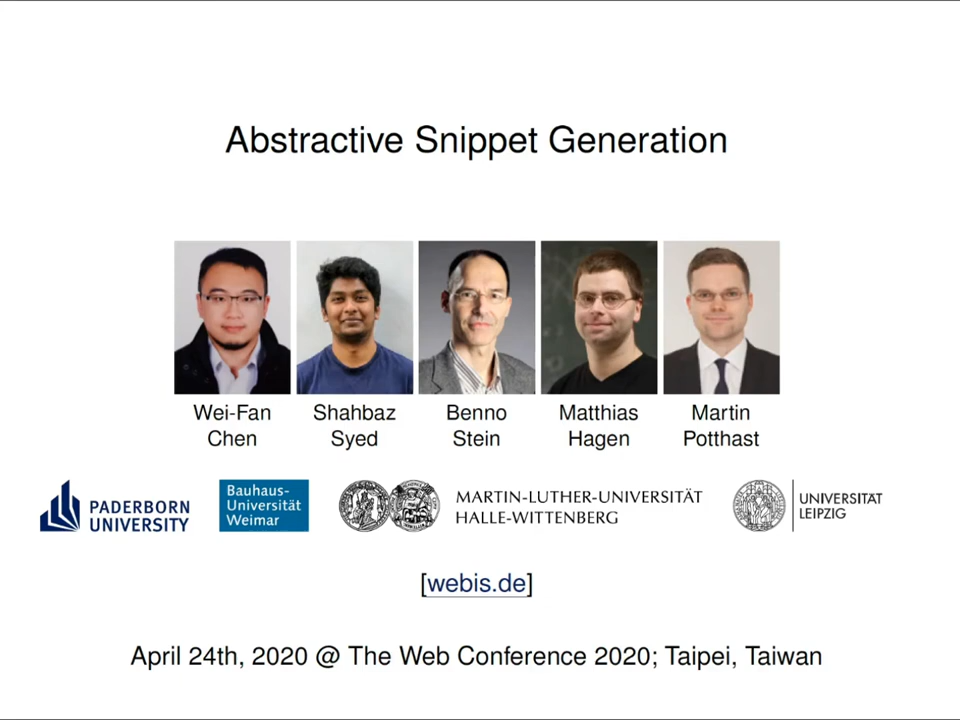 Abstractive Snippet Generation
Wei-Fan Chen
Shahbaz Syed
Benno Stein
Matthias Hagen
Martin Potthast
PADERBORN UNIVERSITY
Bauhaus-Universität Weimar
MARTIN-LUTHER-UNIVERSITÄT HALLE-WITTENBERG
UNIVERSITÄT LEIPZIG
[webis.de]
April 24th, 2020 @ The Web Conference 2020; Taipei, Taiwan